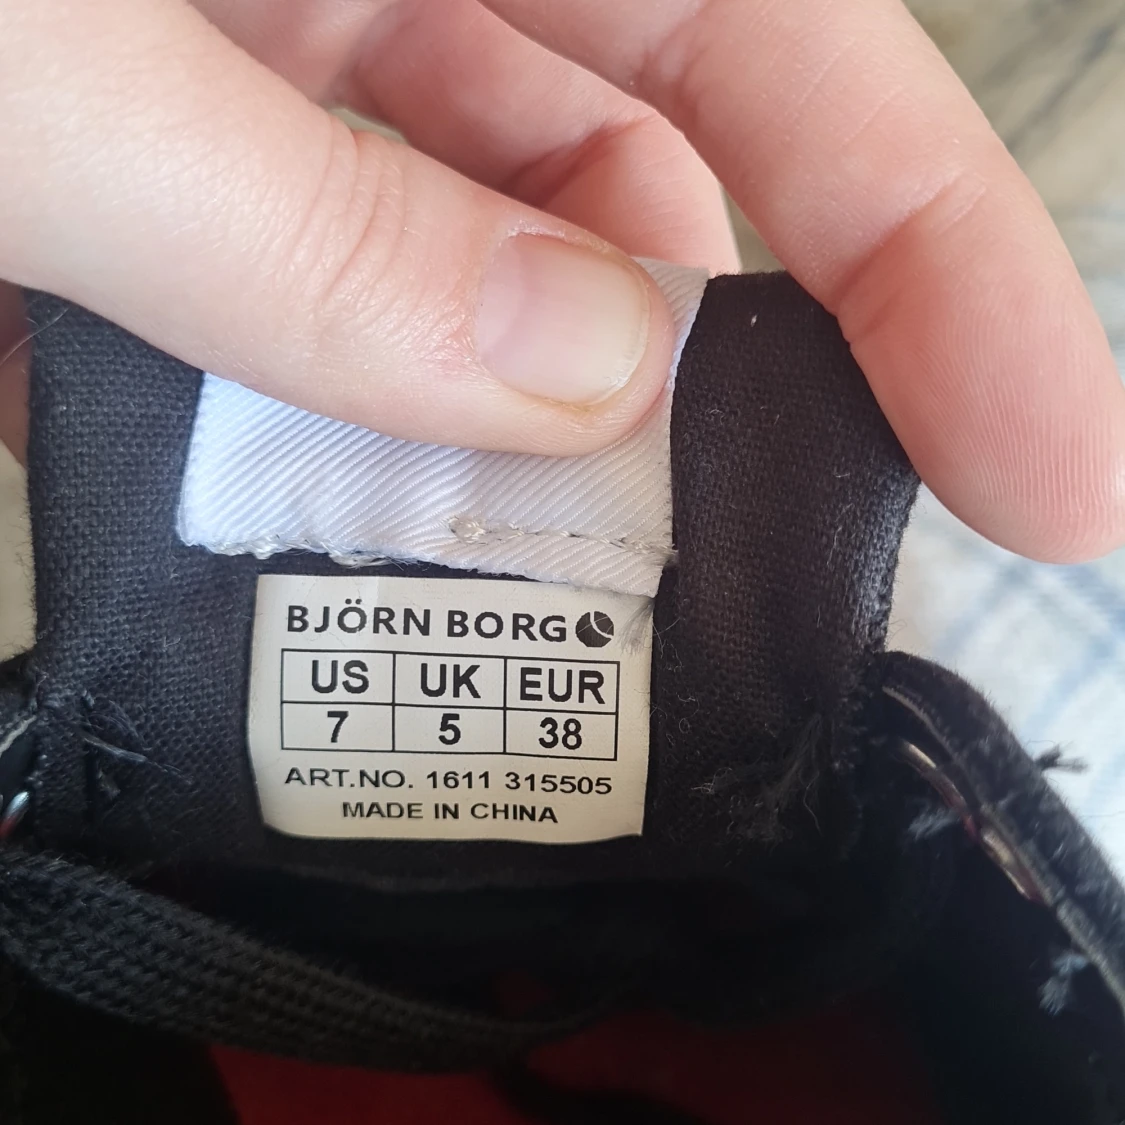 BJÖRN BORG
US UK EUR
7 5 38
ART.NO. 1611 315505
MADE IN CHINA